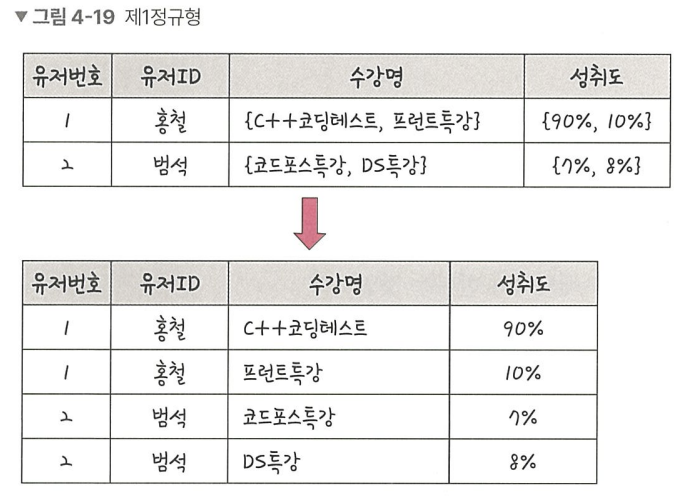 ▼ 그림 4-19 제1정규형
유저번호 유저ID 수강명 성취도
1 홍철 {C++코딩테스트, 프런트특강} {90%, 10%}
2 범석 {코드포스특강, DS특강} {7%, 8%}
유저번호 유저ID 수강명 성취도
1 홍철 C++코딩테스트 90%
1 홍철 프런트특강 10%
2 범석 코드포스특강 7%
2 범석 DS특강 8%